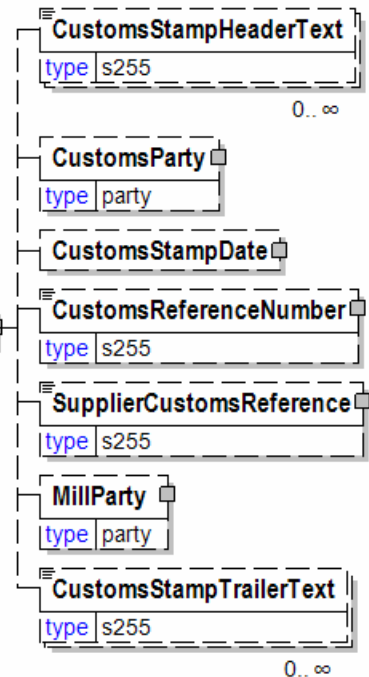 CustomsStampHeaderText
type s255
0.. ∞
CustomsParty
type party
CustomsStampDate
CustomsReferenceNumber
type s255
SupplierCustomsReference
type s255
MillParty
type party
CustomsStampTrailerText
type s255
0.. ∞